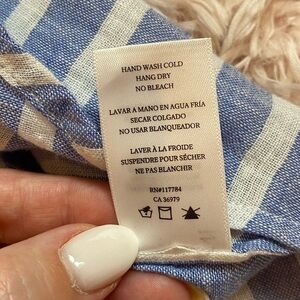 HAND WASH COLD
HANG DRY
NO BLEACH
LAVAR A MANO EN AGUA FRÍA
SECAR COLGADO
NO USAR BLANQUEADOR
LAVER À LA FROIDE
SUSPENDRE POUR SÉCHER
NE PAS BLANCHIR
RN#117784
CA 36979